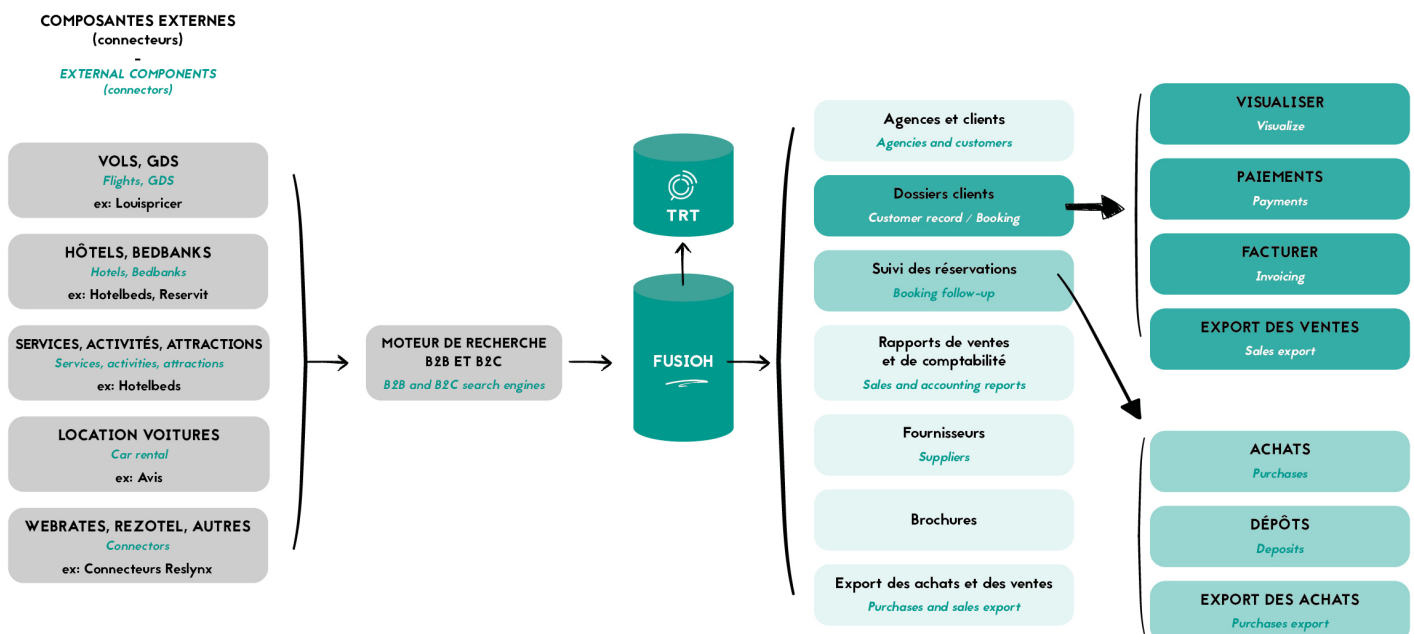 COMPOSANTES EXTERNES
(connecteurs)
-
EXTERNAL COMPONENTS
(connectors)
VOLS, GDS
Flights, GDS
ex: Louispricer
HÔTELS, BEDBANKS
Hotels, Bedbanks
ex: Hotelbeds, Reservit
SERVICES, ACTIVITÉS, ATTRACTIONS
Services, activities, attractions
ex: Hotelbeds
LOCATION VOITURES
Car rental
ex: Avis
WEBRATES, REZOTEL, AUTRES
Connectors
ex: Connecteurs Reslynx
MOTEUR DE RECHERCHE
B2B ET B2C
B2B and B2C search engines
TRT
FUSIOH
Agences et clients
Agencies and customers
Dossiers clients
Customer record / Booking
Suivi des réservations
Booking follow-up
Rapports de ventes
et de comptabilité
Sales and accounting reports
Fournisseurs
Suppliers
Brochures
Export des achats et des ventes
Purchases and sales export
VISUALISER
Visualize
PAIEMENTS
Payments
FACTURER
Invoicing
EXPORT DES VENTES
Sales export
ACHATS
Purchases
DÉPÔTS
Deposits
EXPORT DES ACHATS
Purchases export